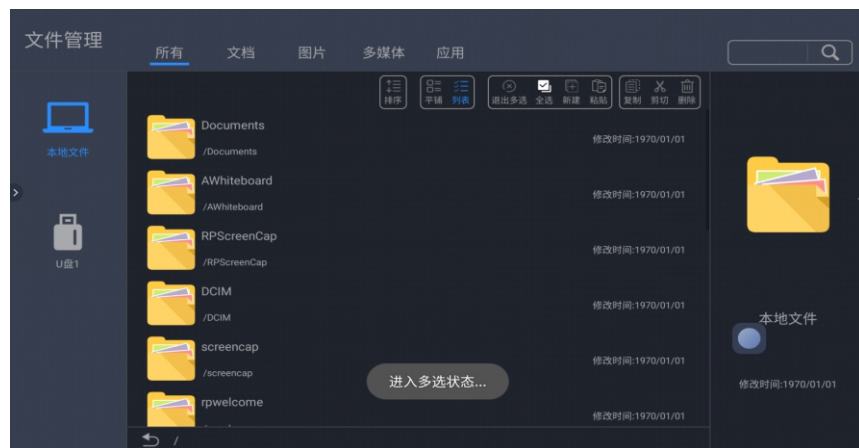 文件管理
所有 文档 图片 多媒体 应用
排序 平铺 列表 退出多选 全选 新建 粘贴 复制 剪切 删除
本地文件
U盘1
Documents
/Documents
修改时间:1970/01/01
AWhiteboard
/AWhiteboard
修改时间:1970/01/01
RPScreenCap
/RPScreenCap
修改时间:1970/01/01
DCIM
/DCIM
修改时间:1970/01/01
screencap
/screencap
修改时间:1970/01/01
rpwelcome
修改时间:1970/01/01
进入多选状态...
/
本地文件
修改时间:1970/01/01